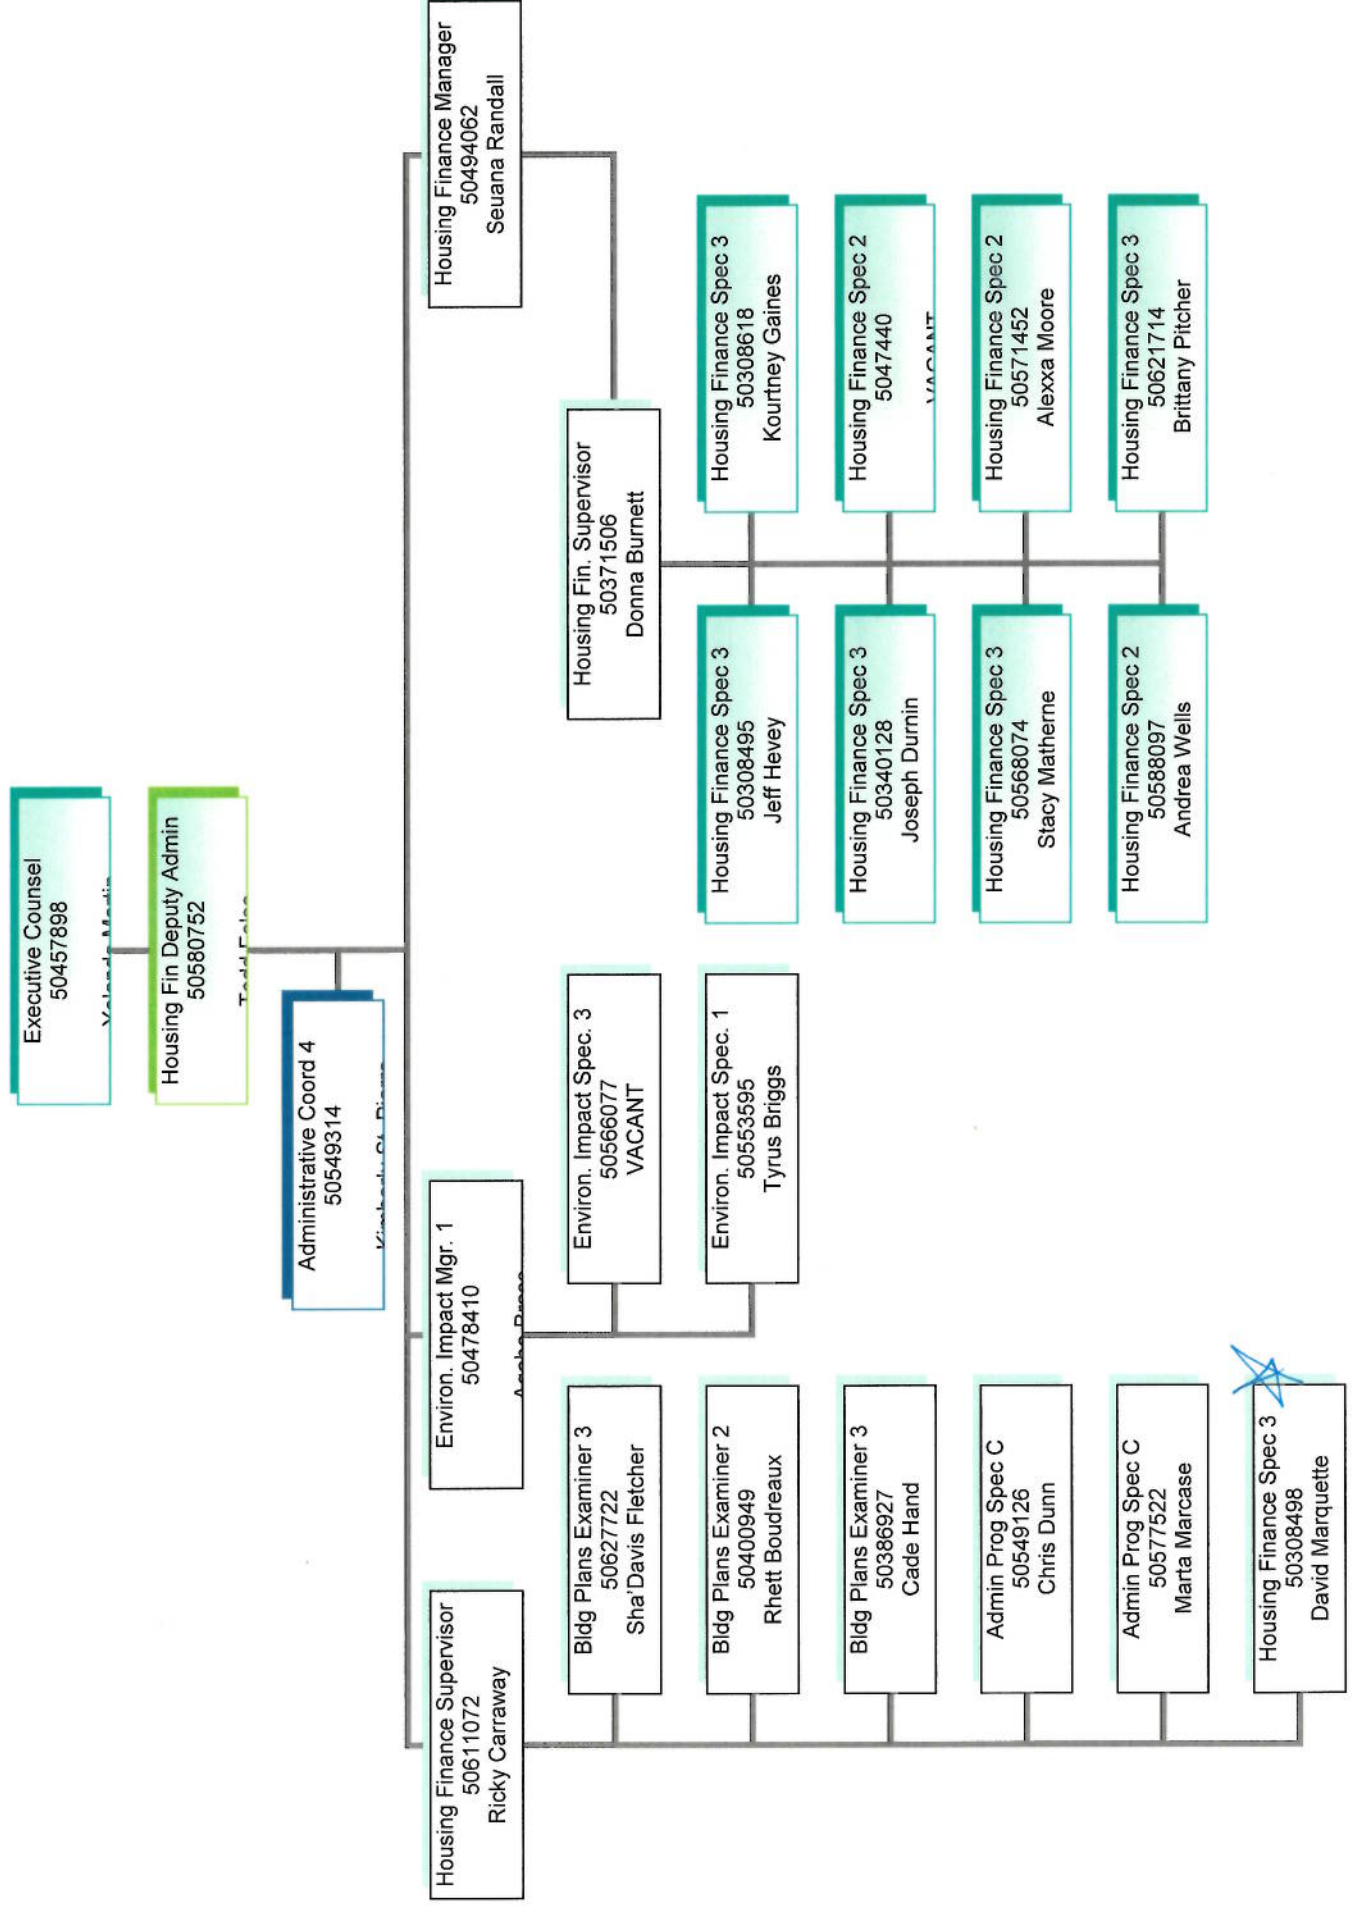 Executive Counsel
50457898
Housing Fin Deputy Admin
50580752
Administrative Coord 4
50549314
Housing Finance Supervisor
50611072
Ricky Carraway
Environ. Impact Mgr. 1
50478410
Housing Finance Manager
50494062
Seuana Randall
Bldg Plans Examiner 3
50627722
Sha'Davis Fletcher
Bldg Plans Examiner 2
50400949
Rhett Boudreaux
Bldg Plans Examiner 3
50386927
Cade Hand
Admin Prog Spec C
50549126
Chris Dunn
Admin Prog Spec C
50577522
Marta Marcase
Housing Finance Spec 3
50308498
David Marquette
Environ. Impact Spec. 3
50566077
VACANT
Environ. Impact Spec. 1
50553595
Tyrus Briggs
Housing Fin. Supervisor
50371506
Donna Burnett
Housing Finance Spec 3
50308495
Jeff Hevey
Housing Finance Spec 3
50308618
Kourtney Gaines
Housing Finance Spec 3
50340128
Joseph Durnin
Housing Finance Spec 2
5047440
VACANT
Housing Finance Spec 3
50568074
Stacy Matherne
Housing Finance Spec 2
50571452
Alexxa Moore
Housing Finance Spec 2
50588097
Andrea Wells
Housing Finance Spec 3
50621714
Brittany Pitcher